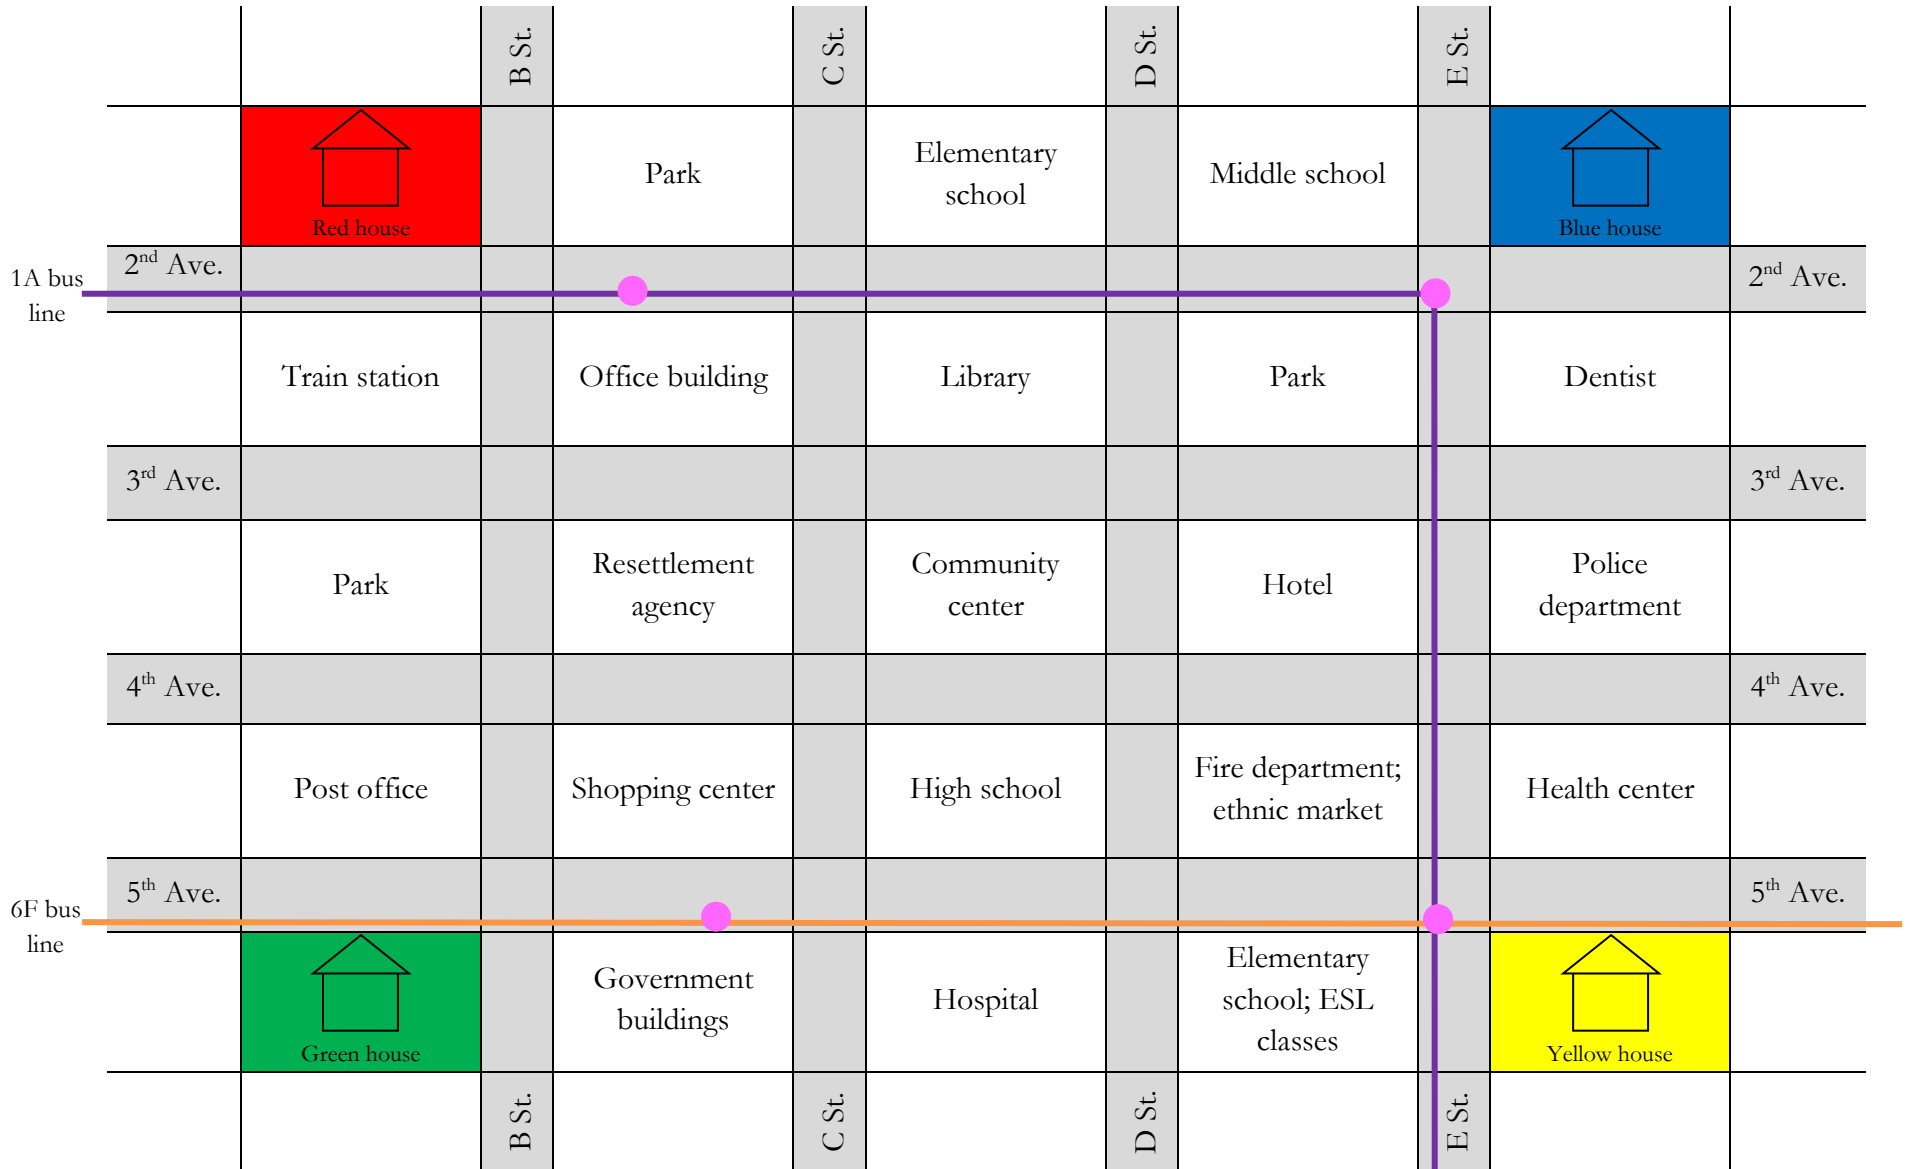 B St.
C St.
D St.
E St.
Red house
Park
Elementary
school
Middle school
Blue house
1A bus
line
2nd Ave.
2nd Ave.
Train station
Office building
Library
Park
Dentist
3rd Ave.
3rd Ave.
Park
Resettlement
agency
Community
center
Hotel
Police
department
4th Ave.
4th Ave.
Post office
Shopping center
High school
Fire department;
ethnic market
Health center
6F bus
line
5th Ave.
5th Ave.
Green house
Government
buildings
Hospital
Elementary
school; ESL
classes
Yellow house
B St.
C St.
D St.
E St.